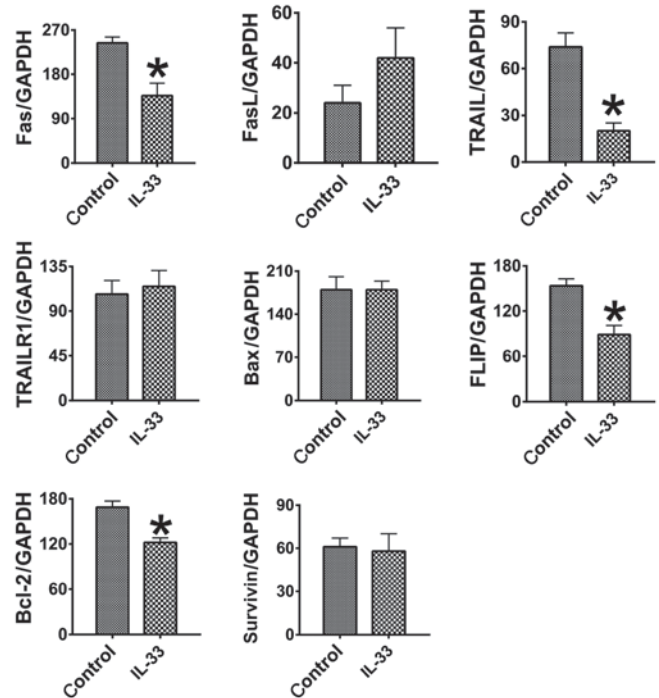 Fas/GAPDH
270
180
90
0
*
Control
IL-33
FasL/GAPDH
60
40
20
0
Control
IL-33
TRAIL/GAPDH
90
60
30
0
*
Control
IL-33
TRAILR1/GAPDH
135
90
45
0
Control
IL-33
Bax/GAPDH
210
140
70
0
Control
IL-33
FLIP/GAPDH
180
120
60
0
*
Control
IL-33
Bcl-2/GAPDH
180
120
60
0
*
Control
IL-33
Survivin/GAPDH
90
60
30
0
Control
IL-33